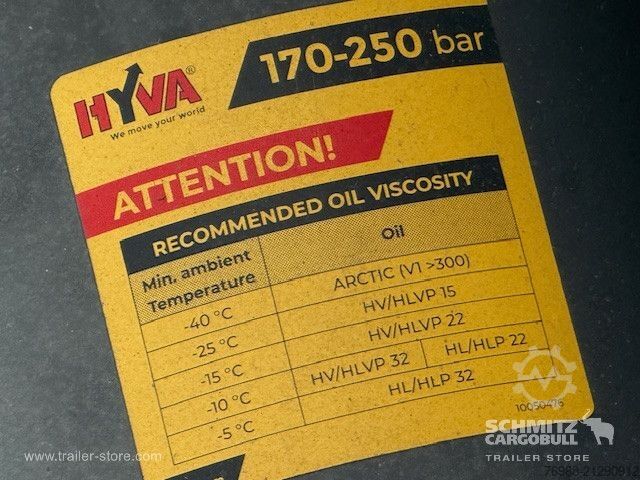 HYVA®
We move your world
170-250 bar
ATTENTION!
RECOMMENDED OIL VISCOSITY
Min. ambient Temperature Oil
-40 °C ARCTIC (V1 >300)
-25 °C HV/HLVP 15
-15 °C HV/HLVP 22
-10 °C HV/HLVP 32 HL/HLP 22
-5 °C HL/HLP 32
10050476
SCHMITZ
CARGOBULL
TRAILER STORE
www.trailer-store.com